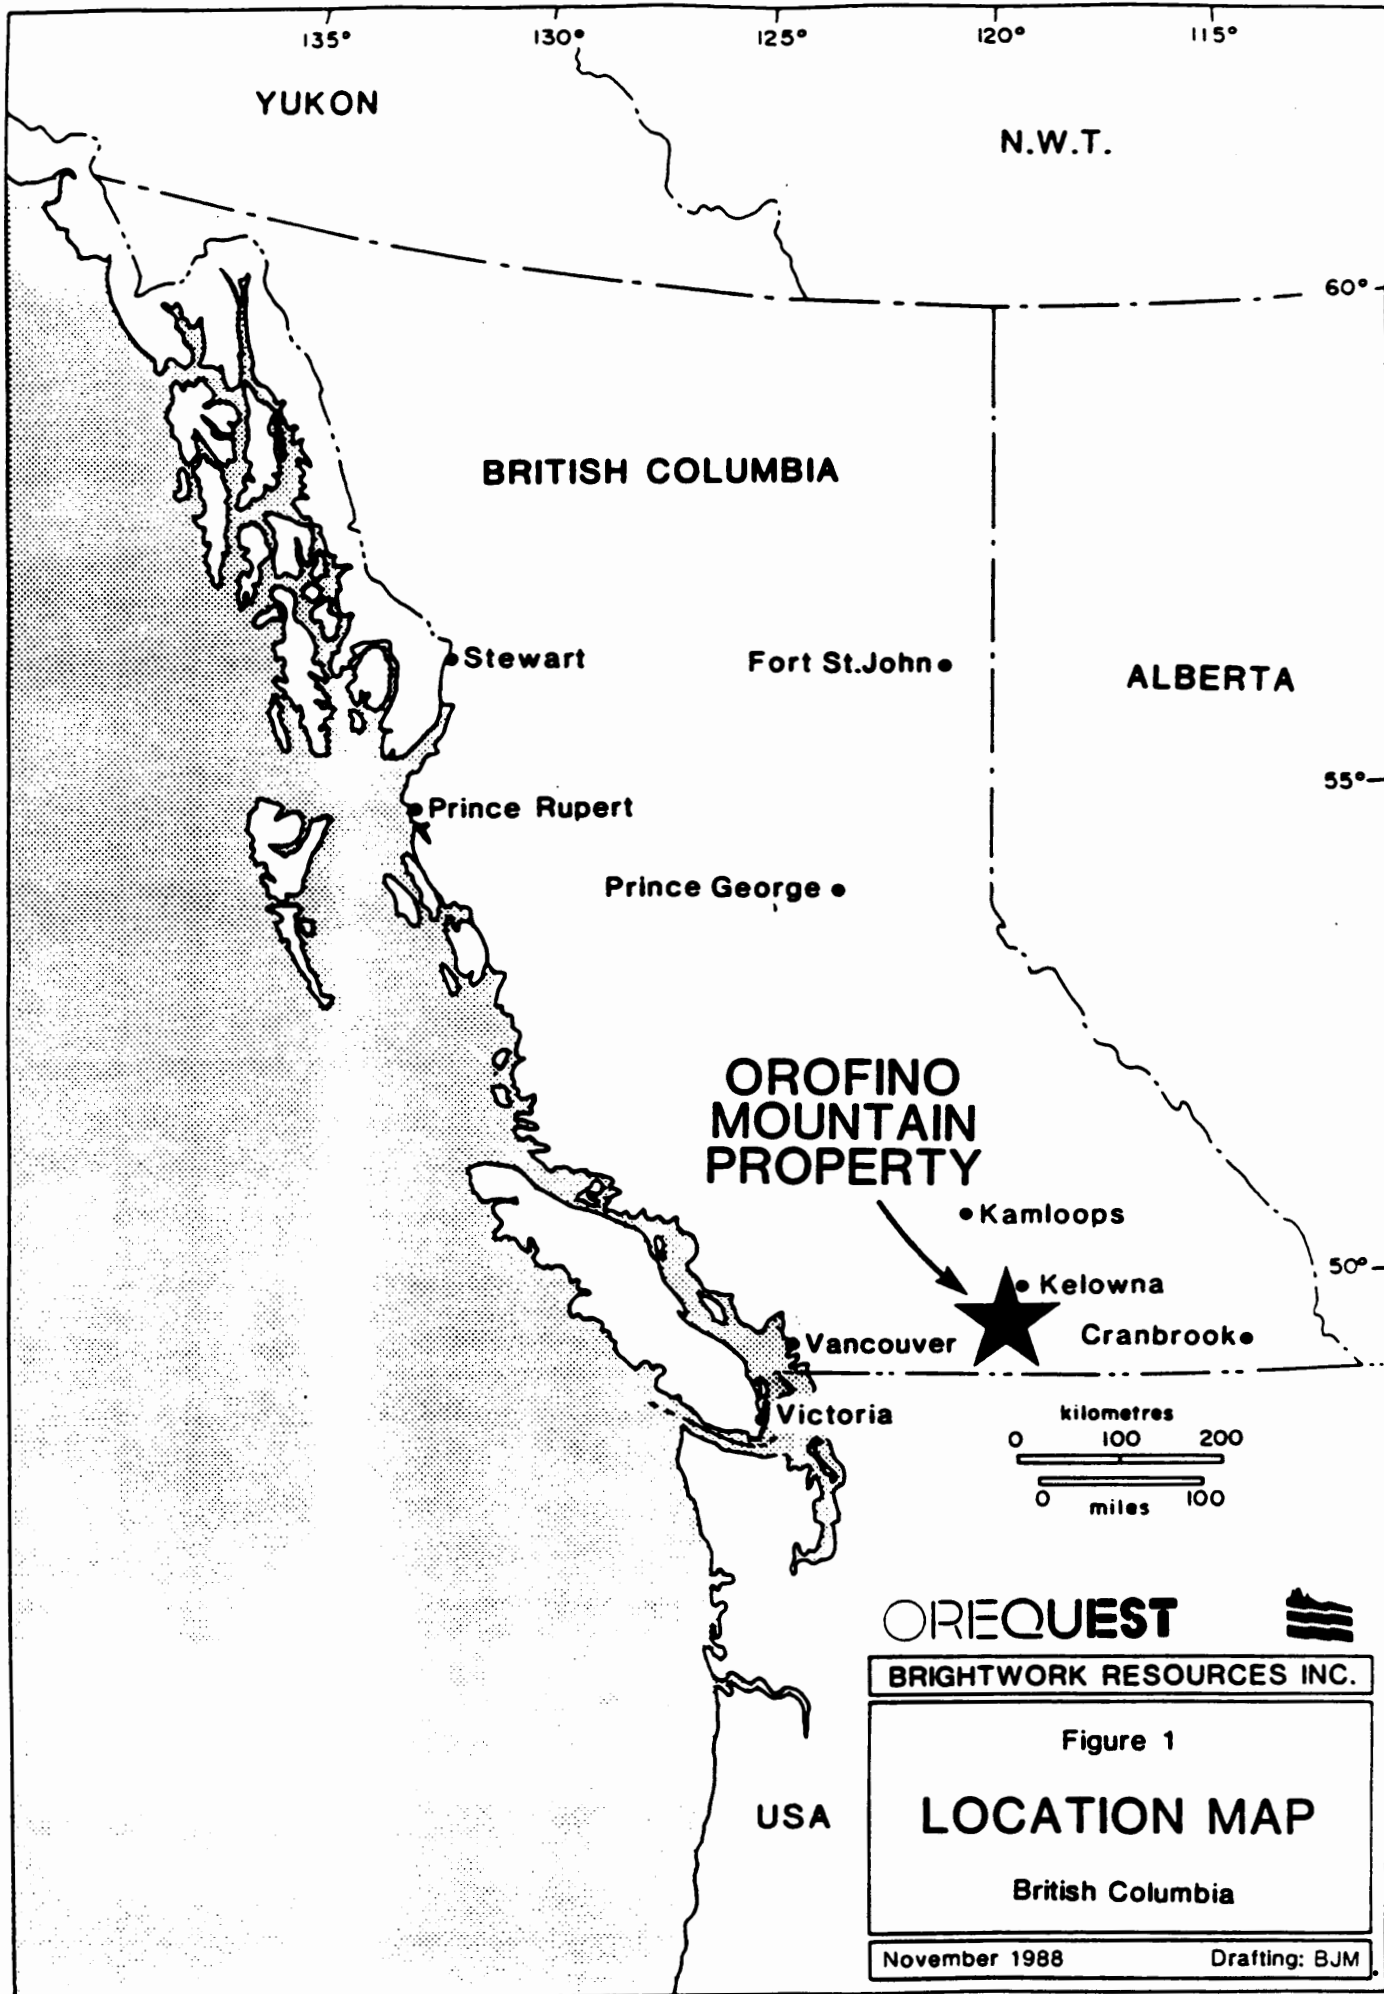 135° 130° 125° 120° 115°
YUKON
N.W.T.
60°
BRITISH COLUMBIA
Stewart
Fort St.John
ALBERTA
55°
Prince Rupert
Prince George
OROFINO
MOUNTAIN
PROPERTY
Kamloops
50°
Kelowna
Vancouver
Cranbrook
Victoria
kilometres
0 100 200
0 miles 100
OREQUEST
BRIGHTWORK RESOURCES INC.
Figure 1
USA
LOCATION MAP
British Columbia
November 1988 Drafting: BJM